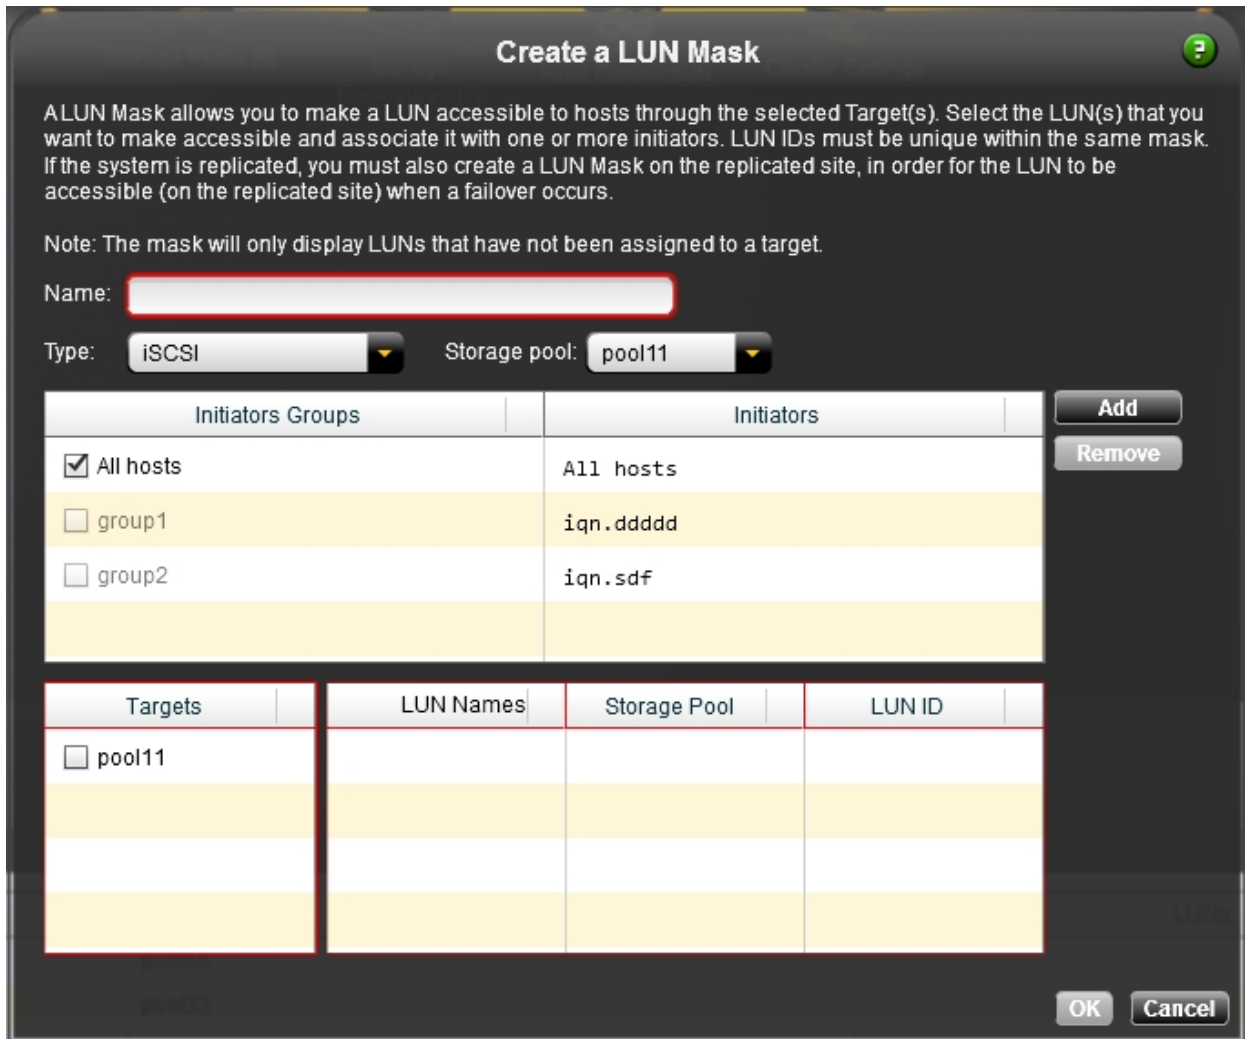 Create a LUN Mask
?
A LUN Mask allows you to make a LUN accessible to hosts through the selected Target(s). Select the LUN(s) that you
want to make accessible and associate it with one or more initiators. LUN IDs must be unique within the same mask.
If the system is replicated, you must also create a LUN Mask on the replicated site, in order for the LUN to be
accessible (on the replicated site) when a failover occurs.
Note: The mask will only display LUNs that have not been assigned to a target.
Name:
Type: iSCSI Storage pool: pool11
Initiators Groups Initiators Add
Remove
All hosts All hosts
group1 iqn.ddddd
group2 iqn.sdf
Targets LUN Names Storage Pool LUN ID
pool11
LUNs
pool33
OK Cancel